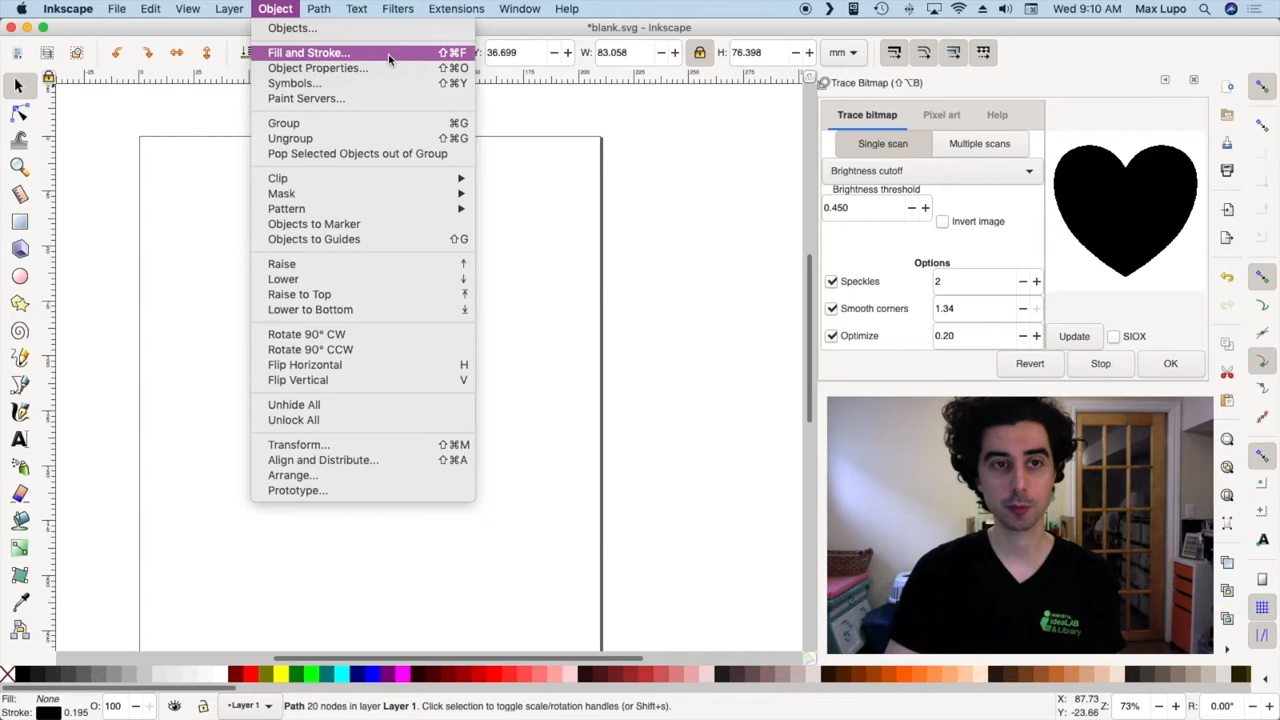 Inkscape File Edit View Layer Object Path Text Filters Extensions Window Help Wed 9:10 AM Max Lupo
*blank.svg - Inkscape
Y: 36.699 W: 83.058 H: 76.398 mm
Objects...
Fill and Stroke... ⇧⌘F
Object Properties... ⇧⌘O
Symbols... ⇧⌘Y
Paint Servers...
Group ⌘G
Ungroup ⇧⌘G
Pop Selected Objects out of Group
Clip
Mask
Pattern
Objects to Marker
Objects to Guides ⇧G
Raise
Lower
Raise to Top
Lower to Bottom
Rotate 90° CW
Rotate 90° CCW
Flip Horizontal H
Flip Vertical V
Unhide All
Unlock All
Transform... ⇧⌘M
Align and Distribute... ⇧⌘A
Arrange...
Prototype...
Trace Bitmap (⇧⌥B)
Trace bitmap Pixel art Help
Single scan Multiple scans
Brightness cutoff
Brightness threshold
0.450
Invert image
Options
Speckles 2
Smooth corners 1.34
Optimize 0.20 Update SIOX
Revert Stop OK
ideaLAB
& Library
Fill: None
Stroke: 0.195 O: 100 •Layer 1 Path 20 nodes in layer Layer 1. Click selection to toggle scale/rotation handles (or Shift+s). X: 87.73 Y: -23.66 Z: 73% R: 0.00°